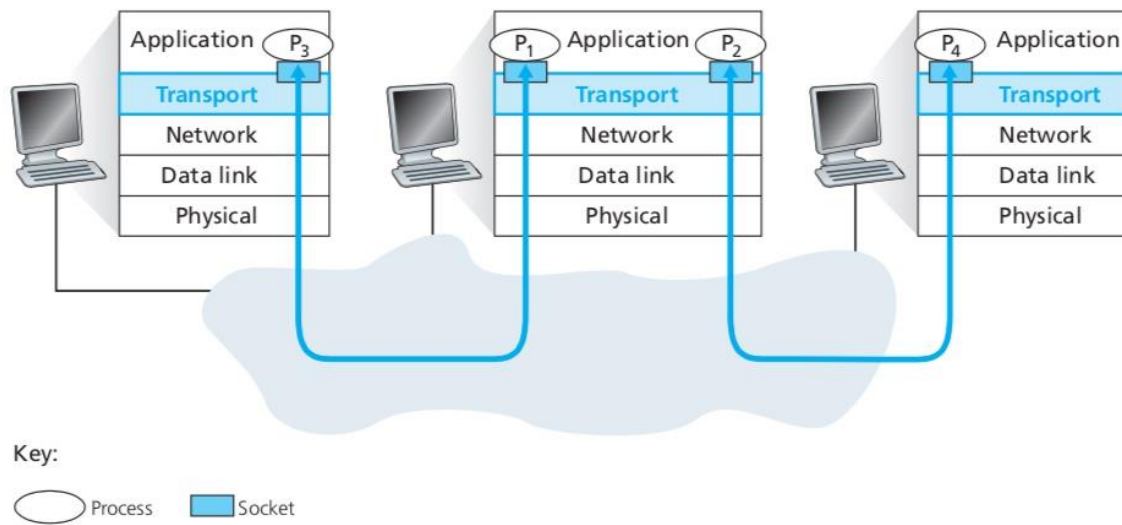 Application P3
Transport
Network
Data link
Physical
P1 Application P2
Transport
Network
Data link
Physical
P4 Application
Transport
Network
Data link
Physical
Key:
Process
Socket